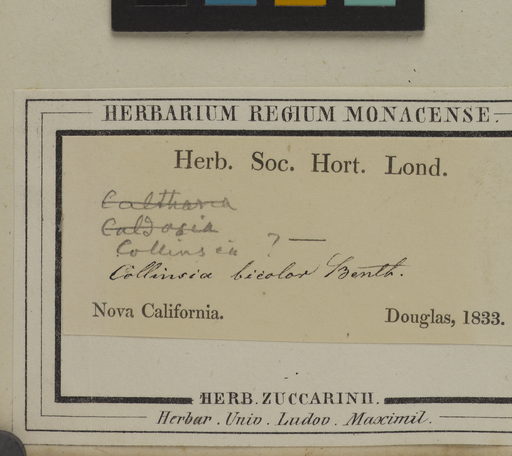 HERBARIUM REGIUM MONACENSE.
Herb. Soc. Hort. Lond.
Caldasia
Collinsia ? —
Collinsia bicolor Benth.
Nova California.
Douglas, 1833.
HERB. ZUCCARINII.
Herbar. Univ. Ludov. Maximil.